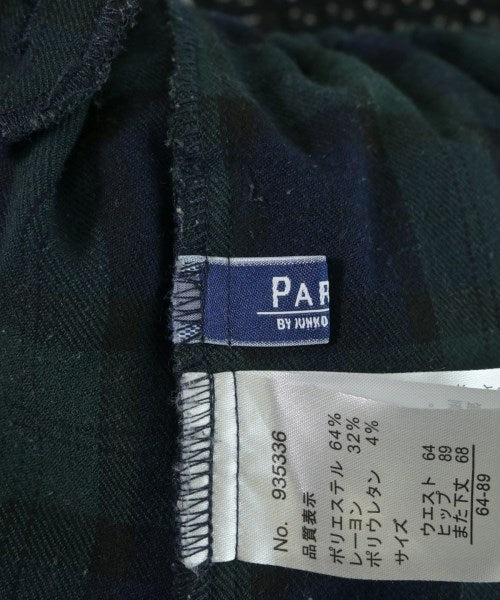 PAR
BY JUNKO
No. 935336
品質表示
ポリエステル 64%
レーヨン 32%
ポリウレタン 4%
サイズ
ウエスト 64
ヒップ 89
また下丈 68
64-89